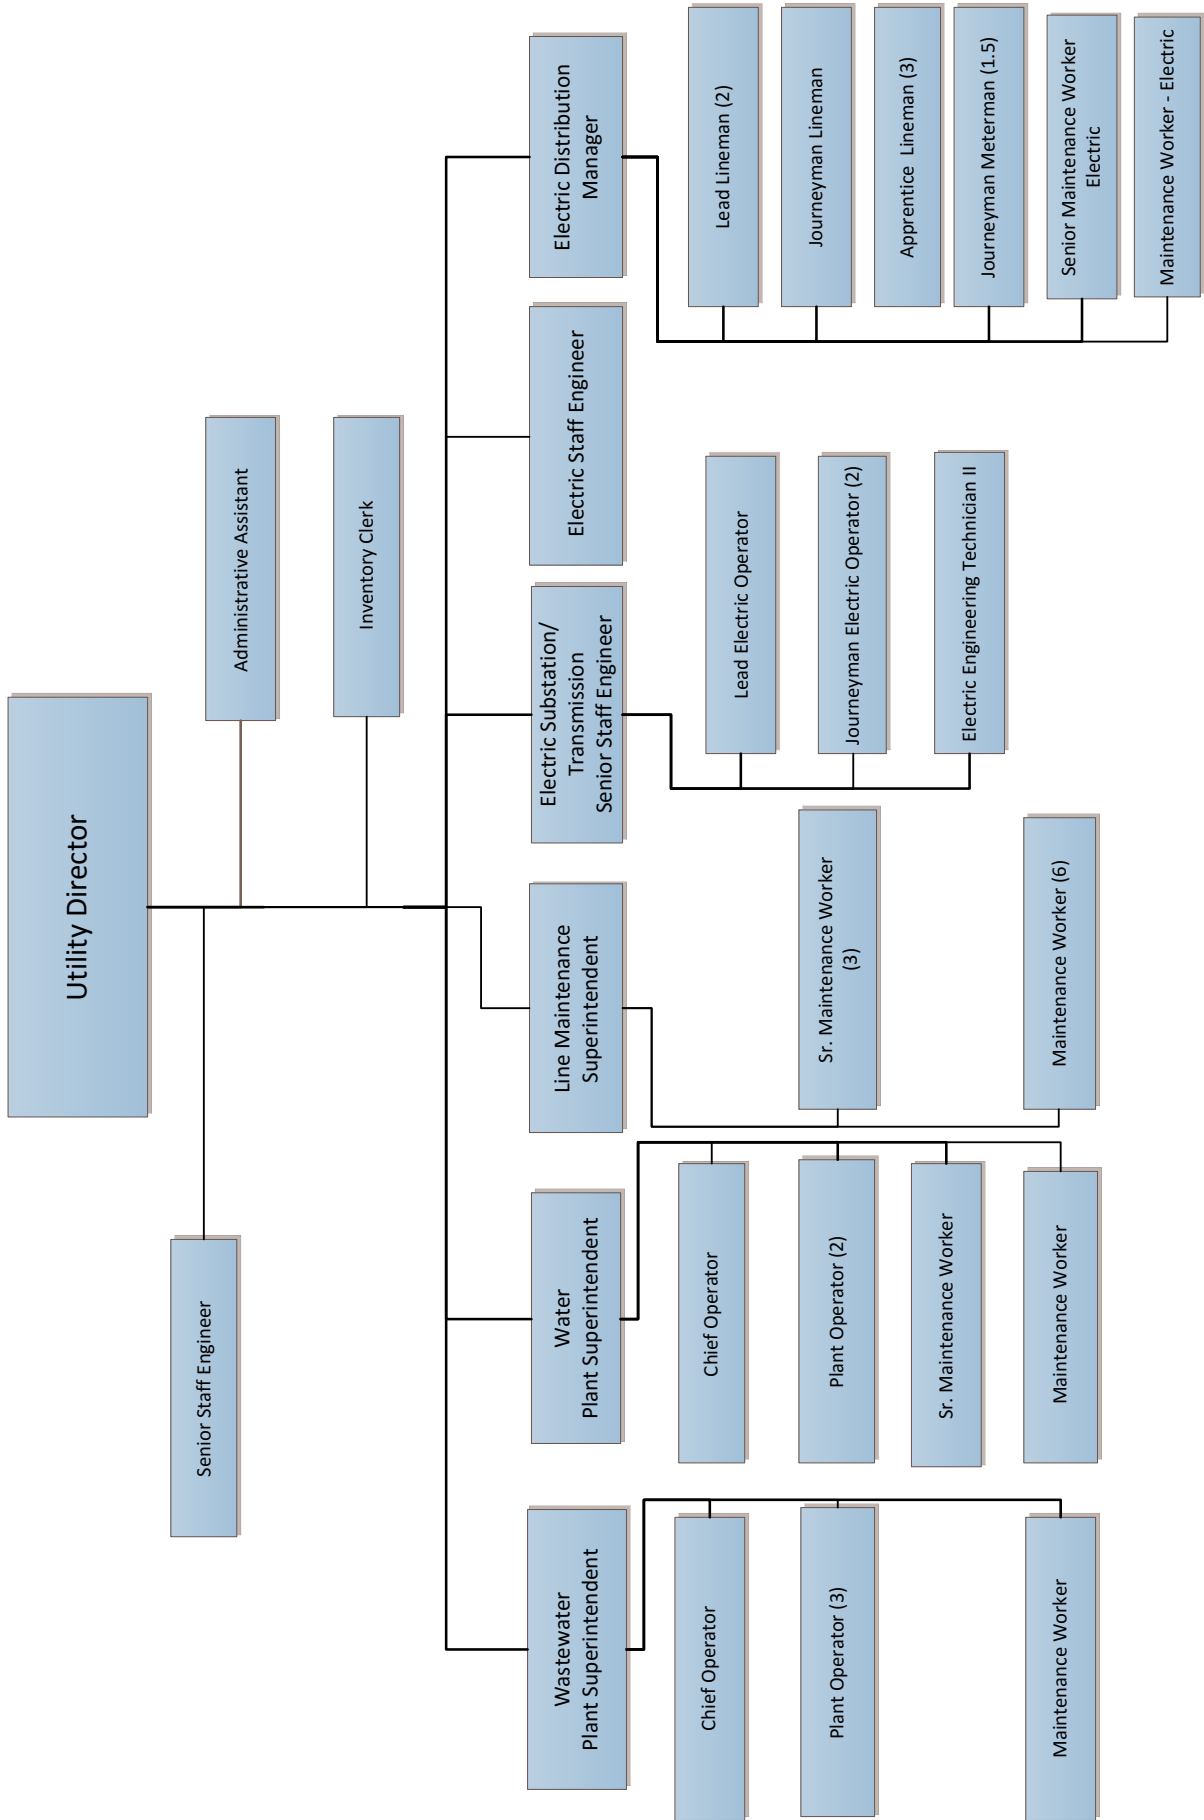 Utility Director
Senior Staff Engineer
Administrative Assistant
Inventory Clerk
Wastewater
Plant Superintendent
Chief Operator
Plant Operator (3)
Maintenance Worker
Water
Plant Superintendent
Chief Operator
Plant Operator (2)
Sr. Maintenance Worker
Maintenance Worker
Line Maintenance
Superintendent
Sr. Maintenance Worker
(3)
Maintenance Worker (6)
Electric Substation/
Transmission
Senior Staff Engineer
Lead Electric Operator
Journeyman Electric Operator (2)
Electric Engineering Technician II
Electric Staff Engineer
Electric Distribution
Manager
Lead Lineman (2)
Journeyman Lineman
Apprentice Lineman (3)
Journeyman Meterman (1.5)
Senior Maintenance Worker
Electric
Maintenance Worker - Electric